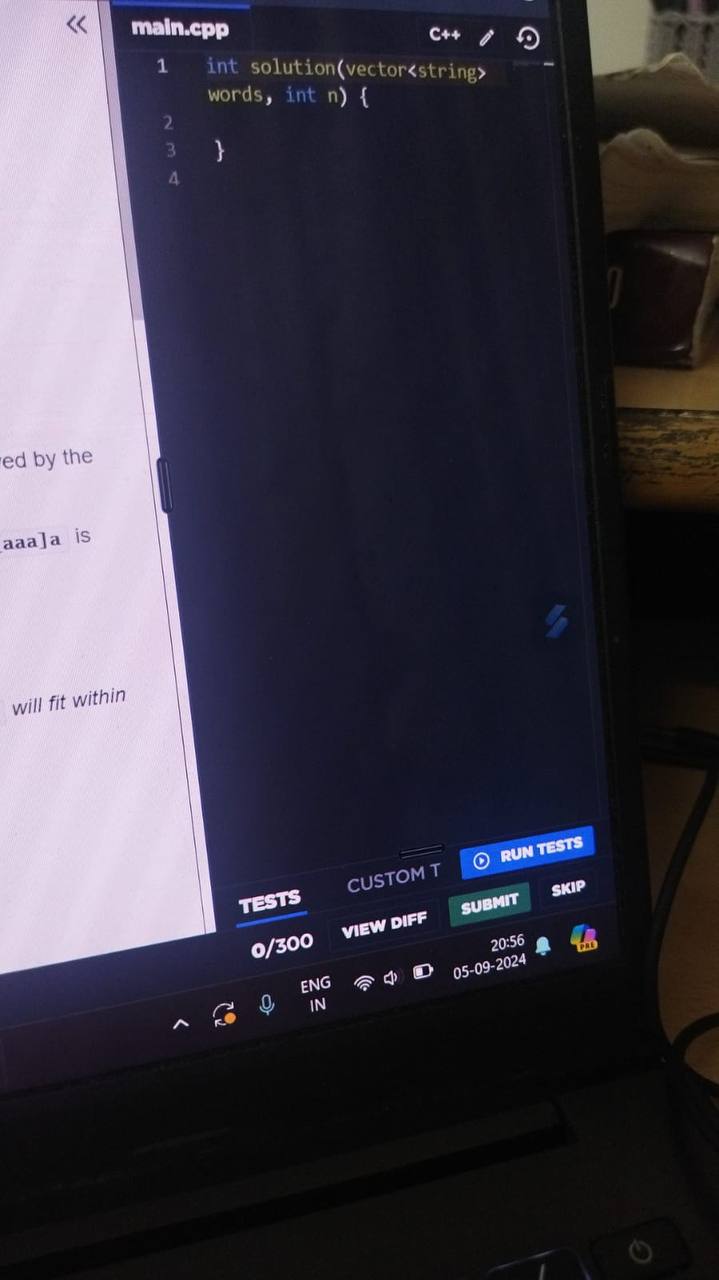 main.cpp
C++
1 int solution(vector<string>
words, int n) {
2
3 }
4
ed by the
aaa]a is
will fit within
RUN TESTS
TESTS
CUSTOM T
0/300
VIEW DIFF
SUBMIT
SKIP
ENG
IN
20:56
05-09-2024
PRE